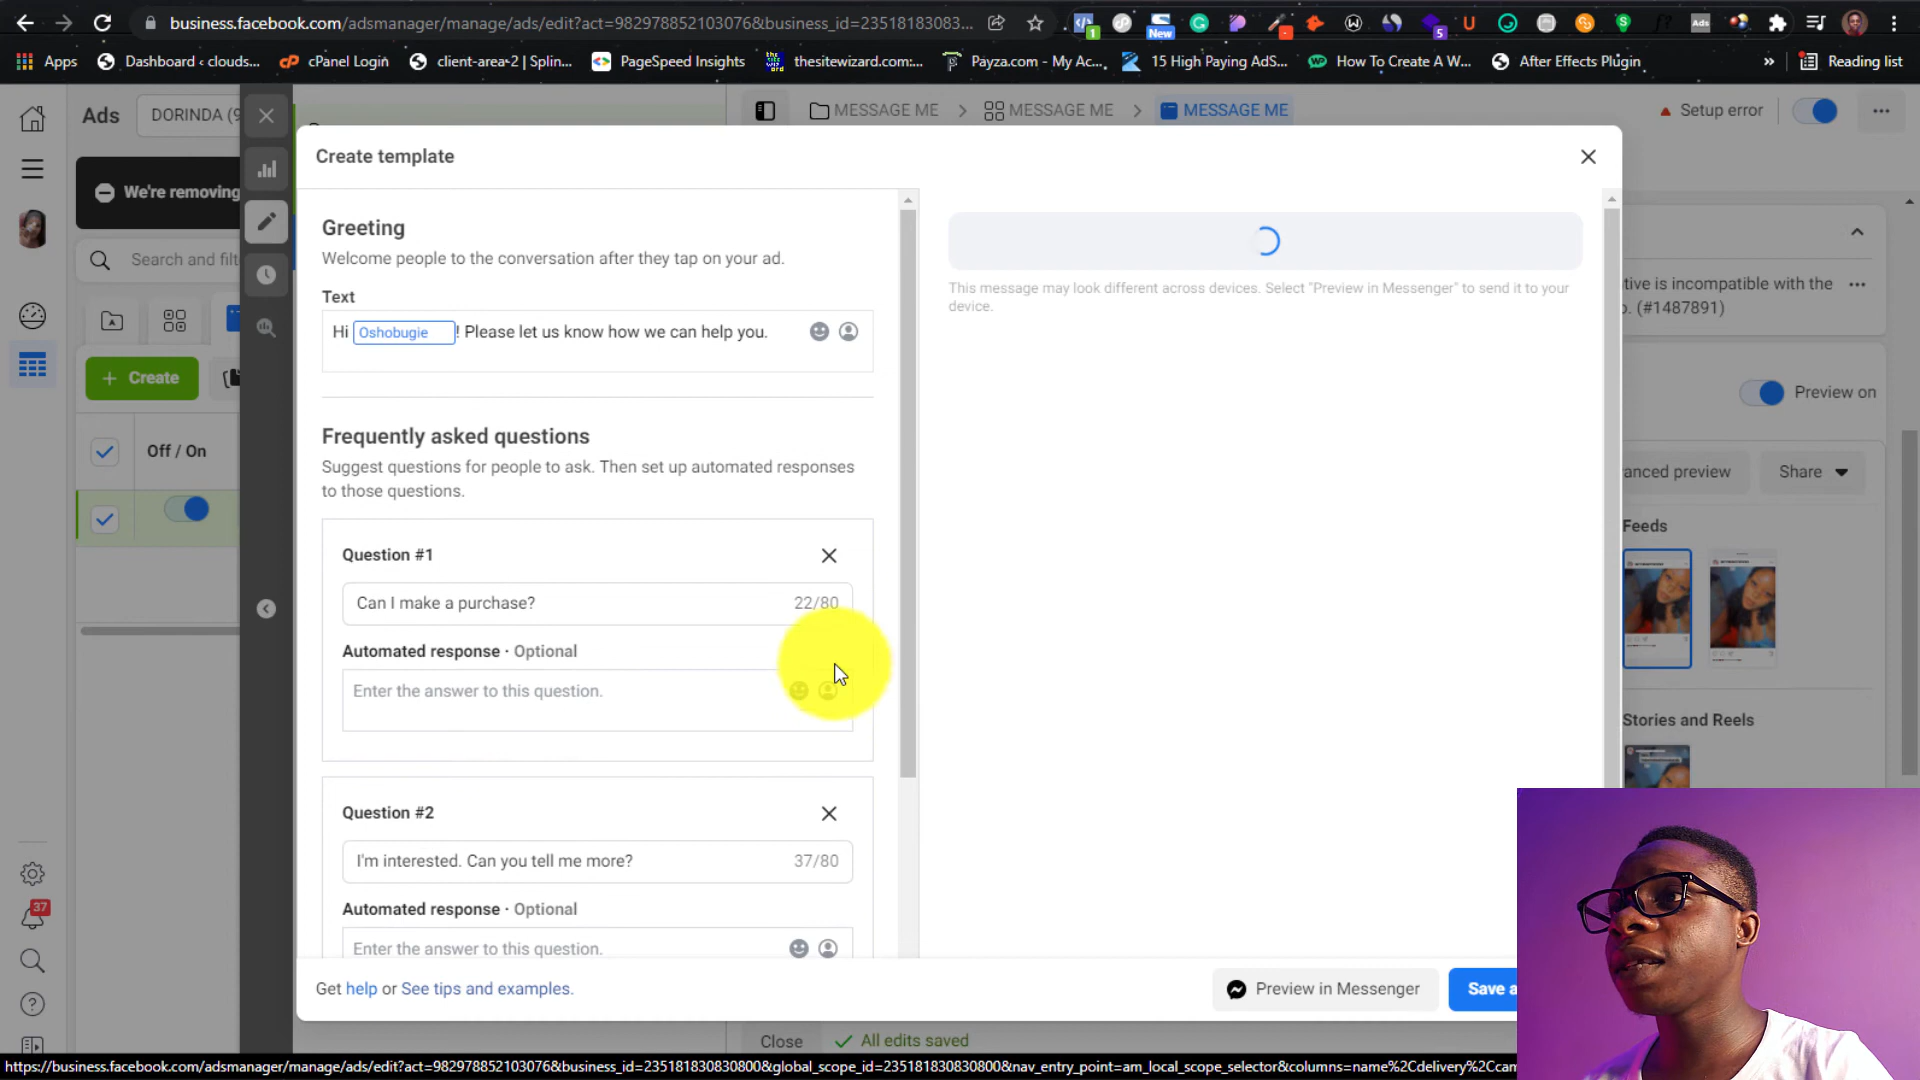 business.facebook.com/adsmanager/manage/ads/edit?act=982978852103076&business_id=23518183083...
1
New
5
Ads
Apps
Dashboard ‹ clouds...
cPanel Login
client-area-2 | Splin...
PageSpeed Insights
thesitewizard.com:...
Payza.com - My Ac...
15 High Paying AdS...
How To Create A W...
After Effects Plugin
»
Reading list
Ads
DORINDA (9
MESSAGE ME
MESSAGE ME
MESSAGE ME
Setup error
We're removing
Search and filt
+ Create
Off / On
37
Create template
Greeting
Welcome people to the conversation after they tap on your ad.
Text
Hi Oshobugie ! Please let us know how we can help you.
Frequently asked questions
Suggest questions for people to ask. Then set up automated responses
to those questions.
Question #1
Can I make a purchase?
22/80
Automated response · Optional
Enter the answer to this question.
Question #2
I'm interested. Can you tell me more?
37/80
Automated response · Optional
Enter the answer to this question.
Get help or See tips and examples.
This message may look different across devices. Select "Preview in Messenger" to send it to your
device.
Preview in Messenger
Save a
tive is incompatible with the
. (#1487891)
Preview on
anced preview
Share
Feeds
Stories and Reels
Close
All edits saved
https://business.facebook.com/adsmanager/manage/ads/edit?act=982978852103076&business_id=235181830830800&global_scope_id=235181830830800&nav_entry_point=am_local_scope_selector&columns=name%2Cdelivery%2Ccam